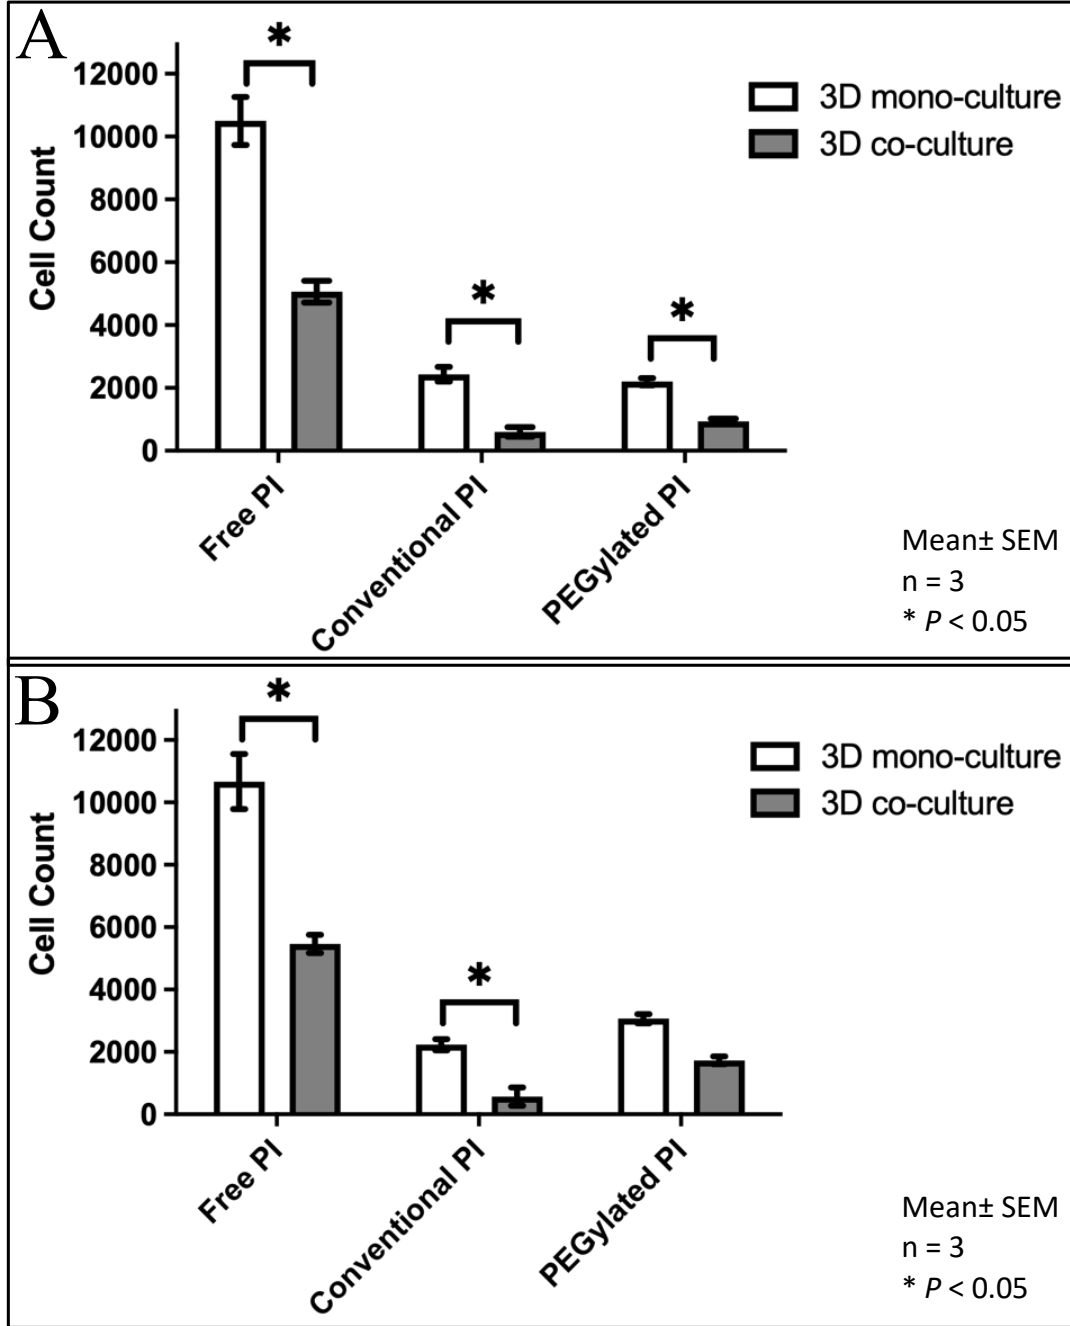 A
*
12000
10000
8000
6000
4000
2000
0
Cell Count
*
*
3D mono-culture
3D co-culture
Free PI
Conventional PI
PEGylated PI
Mean± SEM
n = 3
* P < 0.05
B
*
12000
10000
8000
6000
4000
2000
0
Cell Count
*
3D mono-culture
3D co-culture
Free PI
Conventional PI
PEGylated PI
Mean± SEM
n = 3
* P < 0.05